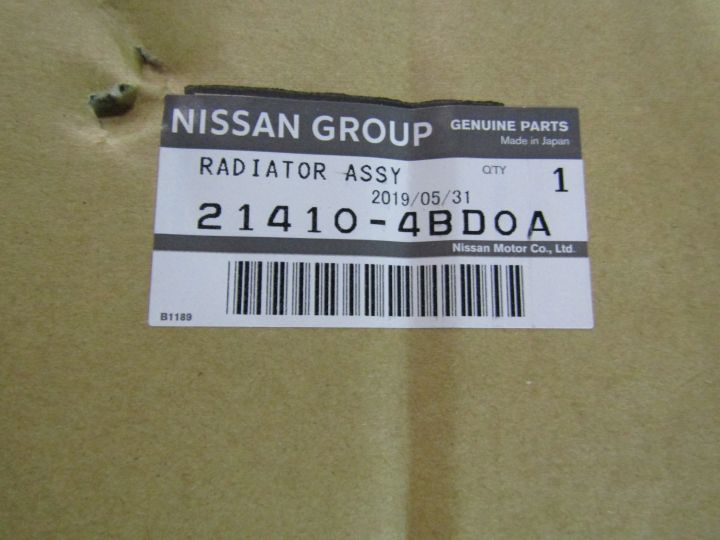 NISSAN GROUP GENUINE PARTS
Made in Japan
RADIATOR ASSY QTY 1
2019/05/31
21410-4BD0A
Nissan Motor Co., Ltd.
B1189